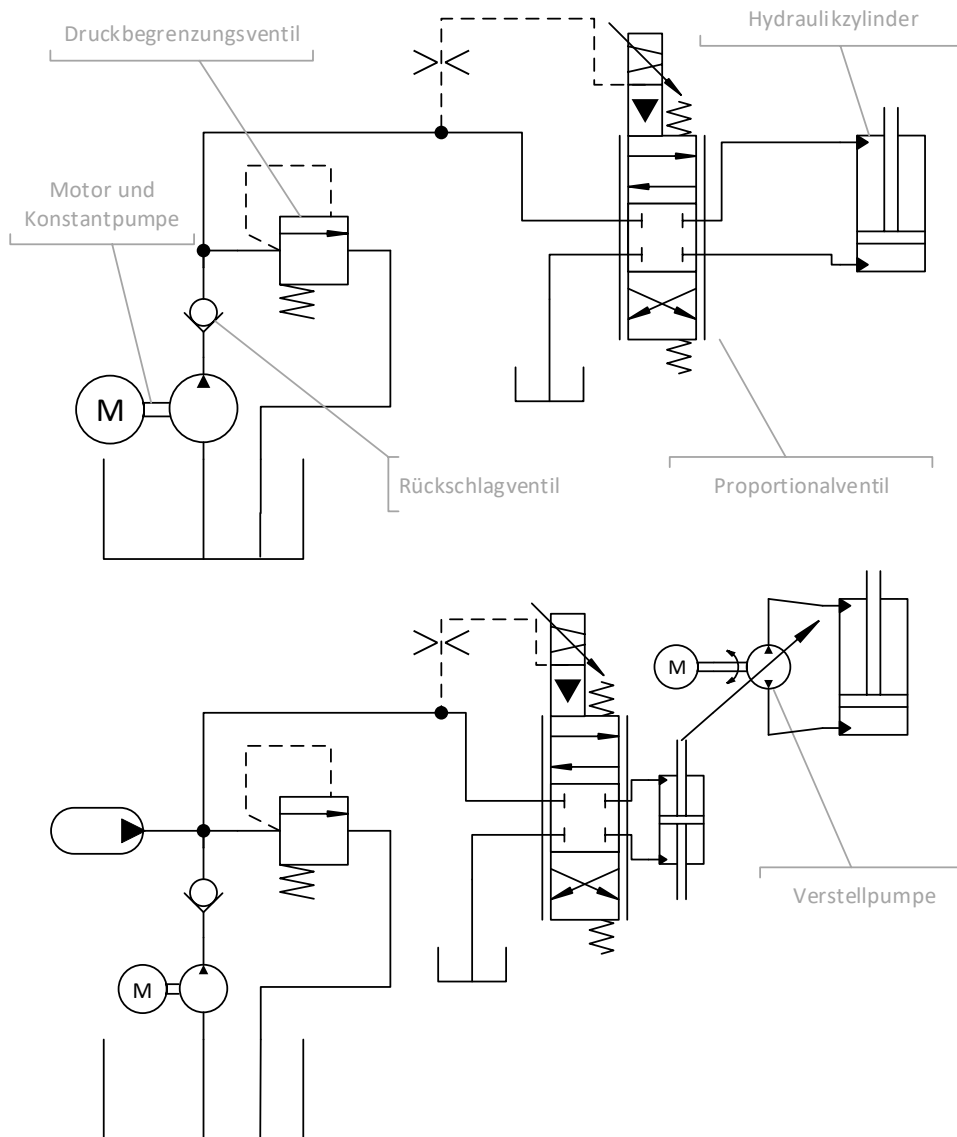 Druckbegrenzungsventil
Hydraulikzylinder
Motor und
Konstantpumpe
M
Rückschlagventil
Proportionalventil
M
Verstellpumpe
M